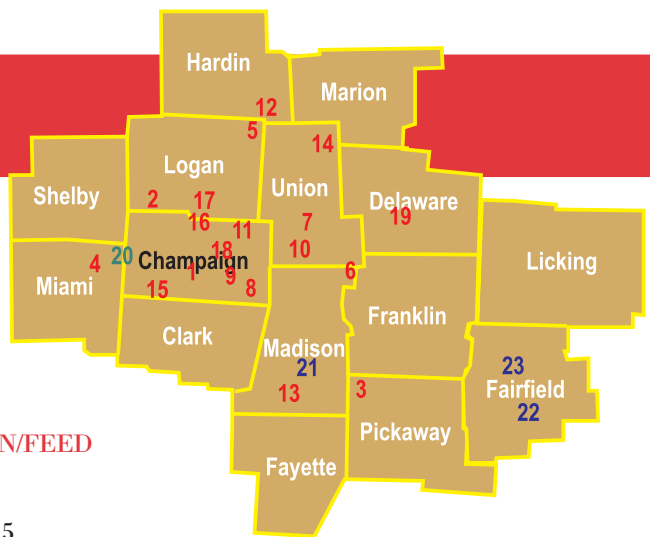 Hardin
Marion
12
5
14
Logan
Union
Shelby
2
17
Delaware
16
7
19
11
20
18
10
4
Champaign
6
Licking
1
9
Miami
15
8
Franklin
Clark
Madison
21
23
13
3
Fairfield
22
Pickaway
N/FEED
Fayette
5